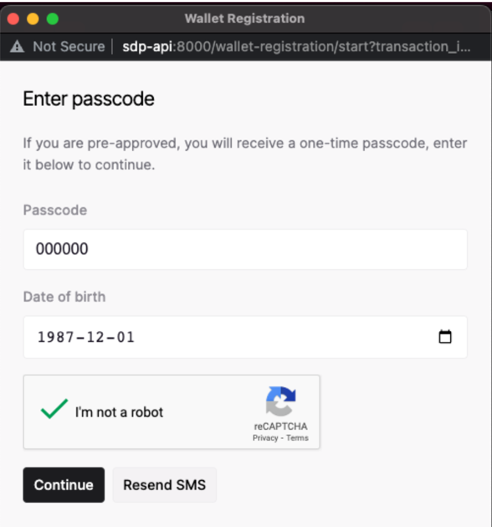 Wallet Registration
Not Secure | sdp-api:8000/wallet-registration/start?transaction_i...
Enter passcode
If you are pre-approved, you will receive a one-time passcode, enter
it below to continue.
Passcode
000000
Date of birth
1987-12-01
I'm not a robot
reCAPTCHA
Privacy - Terms
Continue Resend SMS